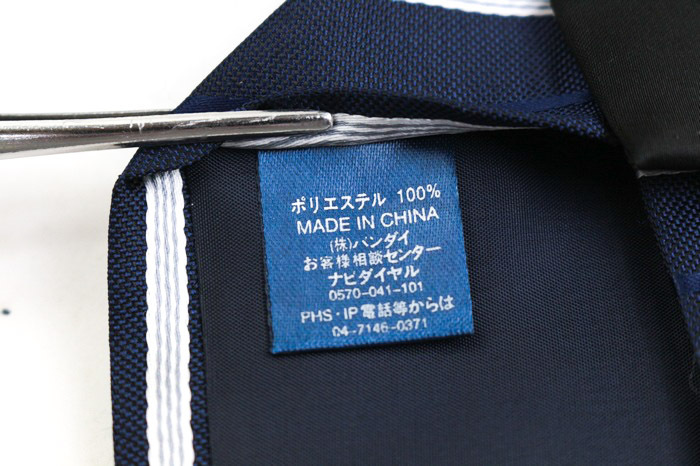 ポリエステル 100%
MADE IN CHINA
(株)バンダイ
お客様相談センター
ナビダイヤル
0570-041-101
PHS・IP電話等からは
04-7146-0371